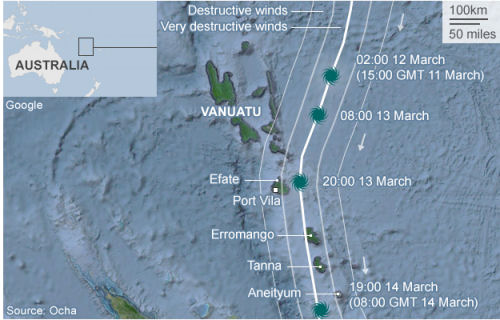 Destructive winds
Very destructive winds
100km
50 miles
AUSTRALIA
Google
02:00 12 March
(15:00 GMT 11 March)
VANUATU
08:00 13 March
Efate
20:00 13 March
Port Vila
Erromango
Tanna
Aneityum
19:00 14 March
(08:00 GMT 14 March)
Source: Ocha